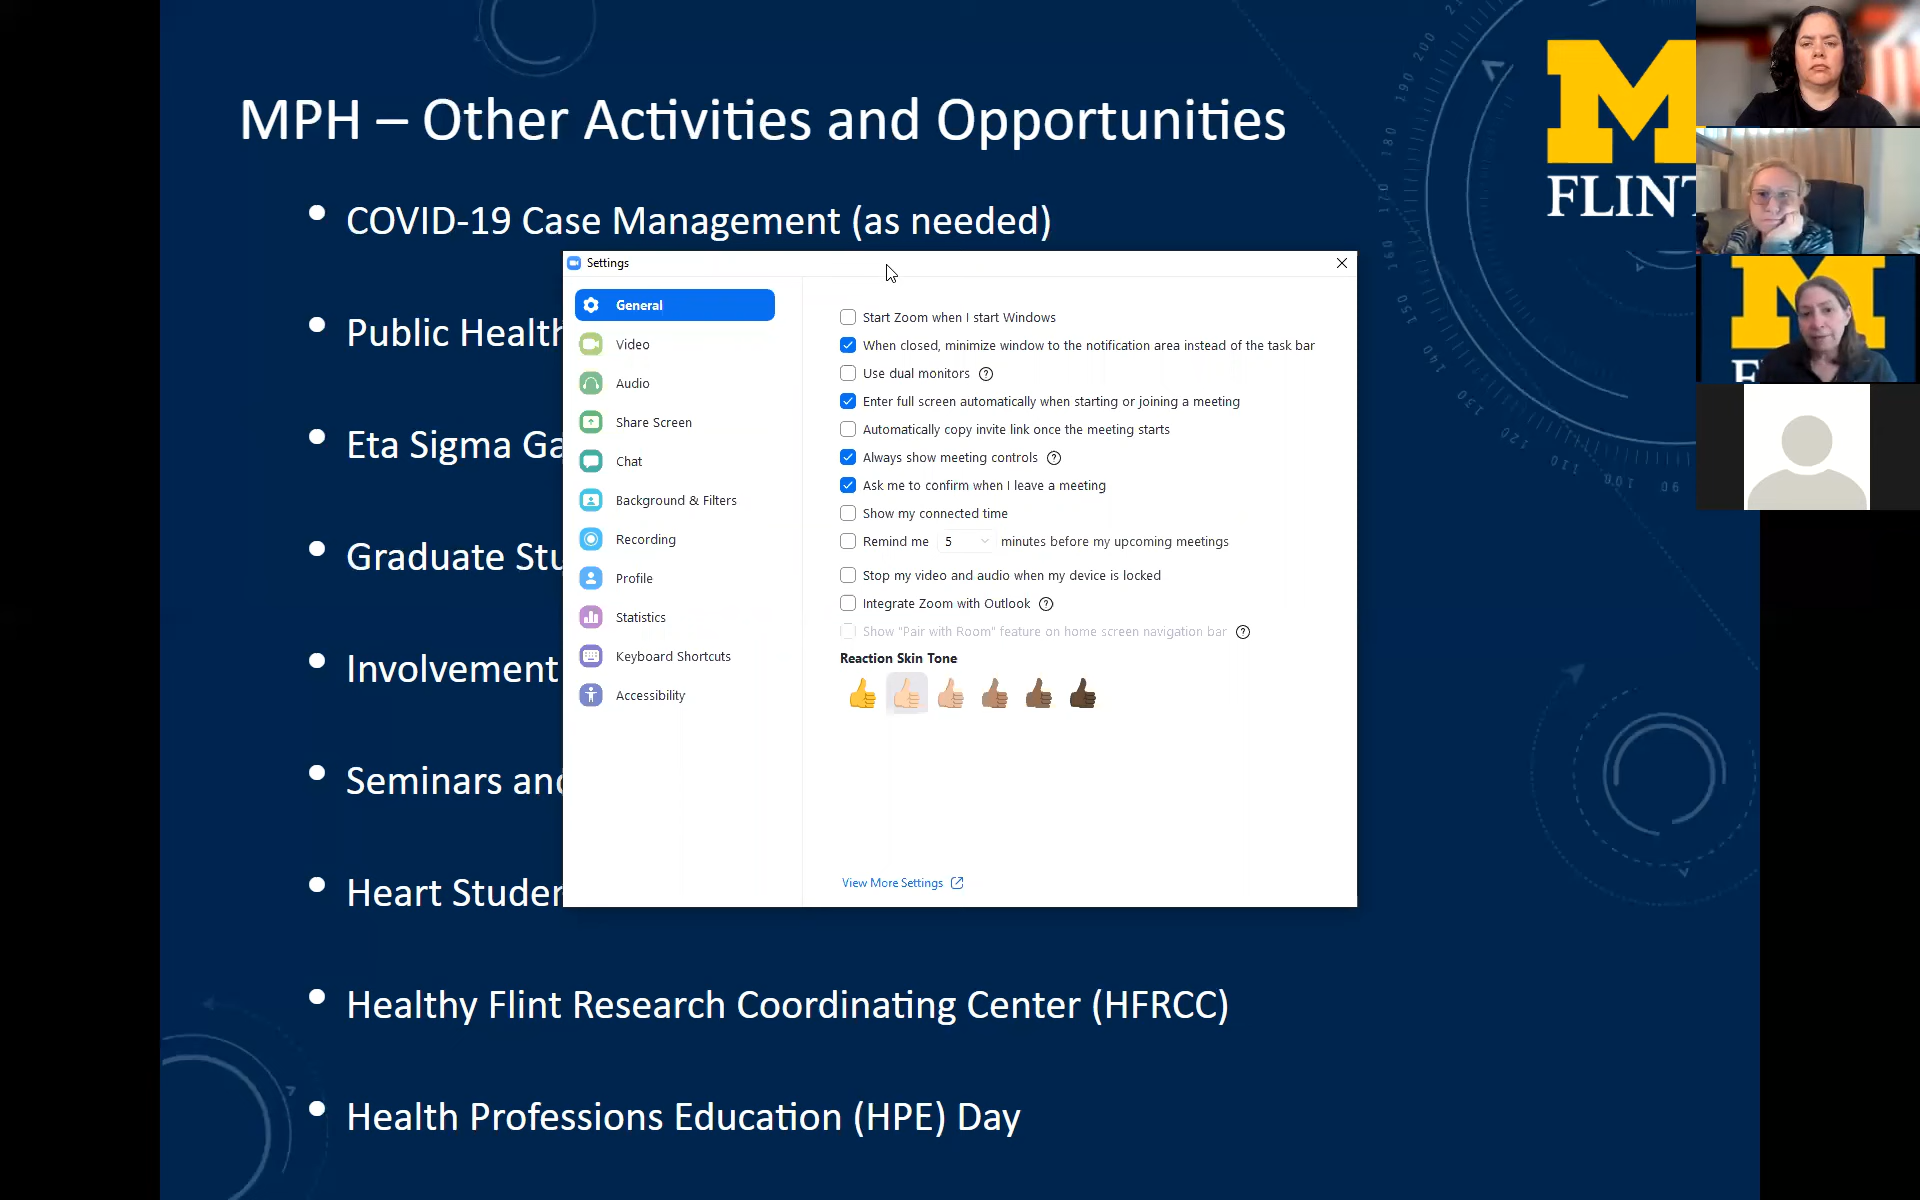 MPH – Other Activities and Opportunities
FLINT
COVID-19 Case Management (as needed)
Public Health
Eta Sigma
Graduate
Involvement
Seminars
Heart
Healthy Flint Research Coordinating Center (HFRCC)
Health Professions Education (HPE) Day
Settings
General
Video
Audio
Share Screen
Chat
Background & Filters
Recording
Profile
Statistics
Keyboard Shortcuts
Accessibility
Start Zoom when I start Windows
When closed, minimize window to the notification area instead of the task bar
Use dual monitors
Enter full screen automatically when starting or joining a meeting
Automatically copy invite link once the meeting starts
Always show meeting controls
Ask me to confirm when I leave a meeting
Show my connected time
Remind me 5 minutes before my upcoming meetings
Stop my video and audio when my device is locked
Integrate Zoom with Outlook
Show "Pair with Room" feature on home screen navigation bar
Reaction Skin Tone
View More Settings